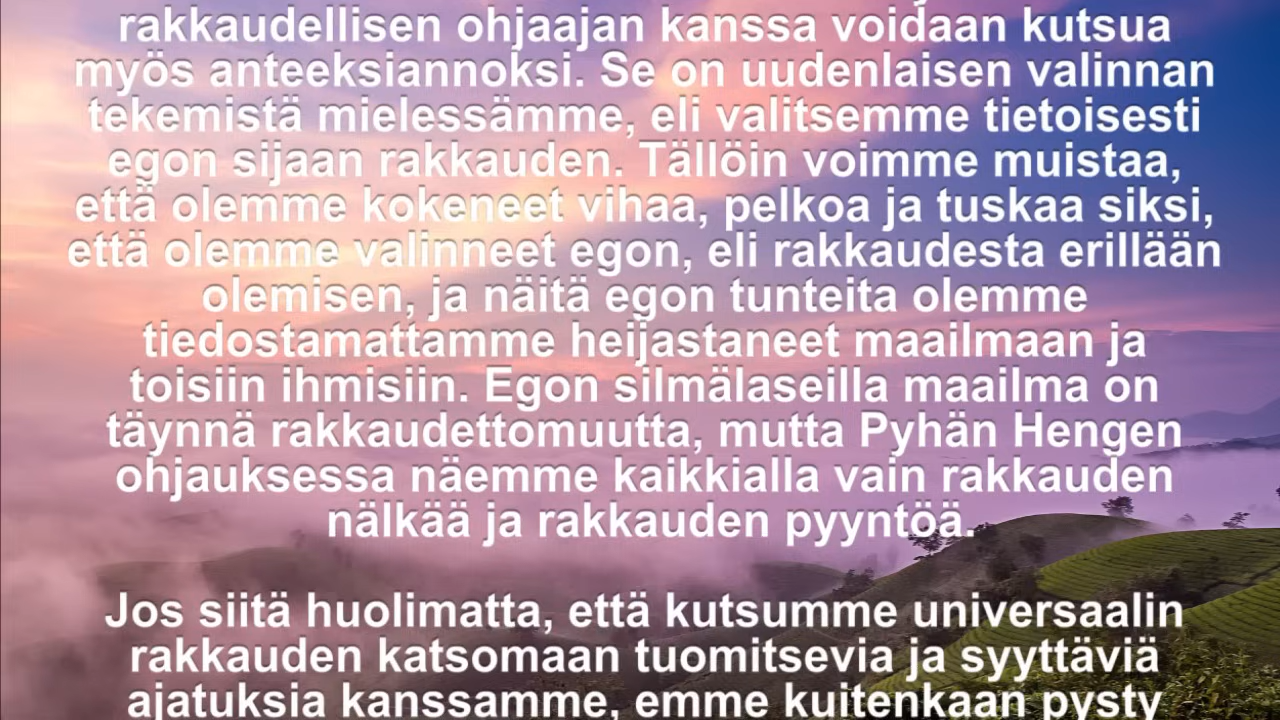 rakkaudellisen ohjaajan kanssa voidaan kutsua
myös anteeksiannoksi. Se on uudenlaisen valinnan
tekemistä mielessämme, eli valitsemme tietoisesti
egon sijaan rakkauden. Tällöin voimme muistaa,
että olemme kokeneet vihaa, pelkoa ja tuskaa siksi,
että olemme valinneet egon, eli rakkaudesta erillään
olemisen, ja näitä egon tunteita olemme
tiedostamattamme heijastaneet maailmaan ja
toisiin ihmisiin. Egon silmälaseilla maailma on
täynnä rakkaudettomuutta, mutta Pyhän Hengen
ohjauksessa näemme kaikkialla vain rakkauden
nälkää ja rakkauden pyyntöä.
Jos siitä huolimatta, että kutsumme universaalin
rakkauden katsomaan tuomitsevia ja syyttäviä
ajatuksia kanssamme, emme kuitenkaan pysty